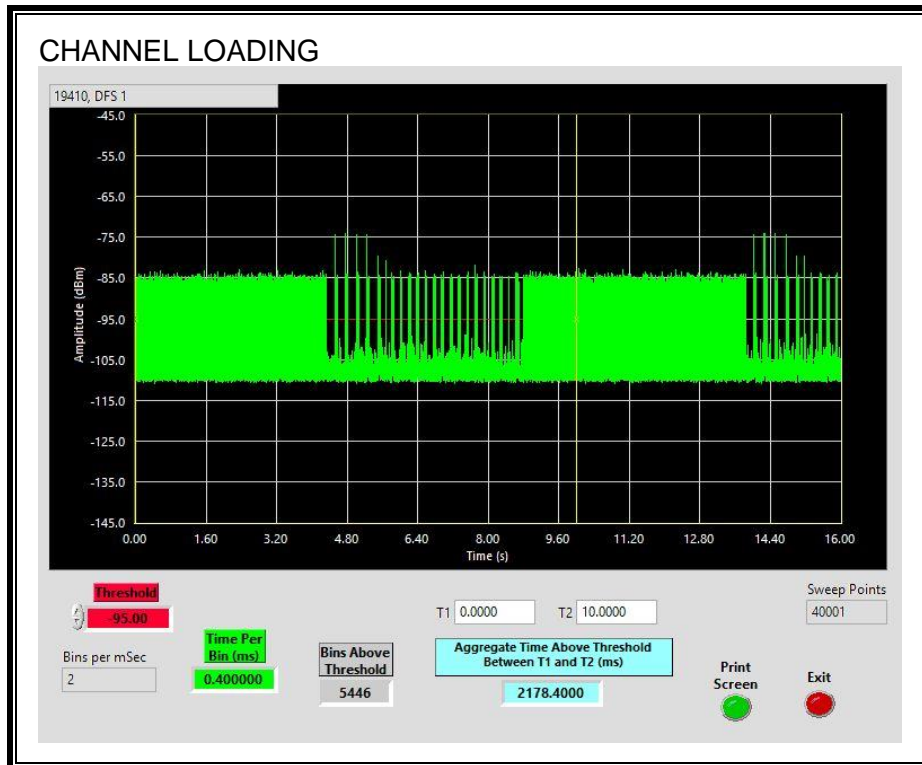 CHANNEL LOADING
19410, DFS 1
-45.0
-55.0
-65.0
-75.0
-85.0
-95.0
-105.0
-115.0
-125.0
-135.0
-145.0
Amplitude (dBm)
0.00 1.60 3.20 4.80 6.40 8.00 9.60 11.20 12.80 14.40 16.00
Time (s)
Threshold
-95.00
Bins per mSec
2
Time Per
Bin (ms)
0.400000
Bins Above
Threshold
5446
T1 0.0000 T2 10.0000
Aggregate Time Above Threshold
Between T1 and T2 (ms)
2178.4000
Sweep Points
40001
Print
Screen
Exit